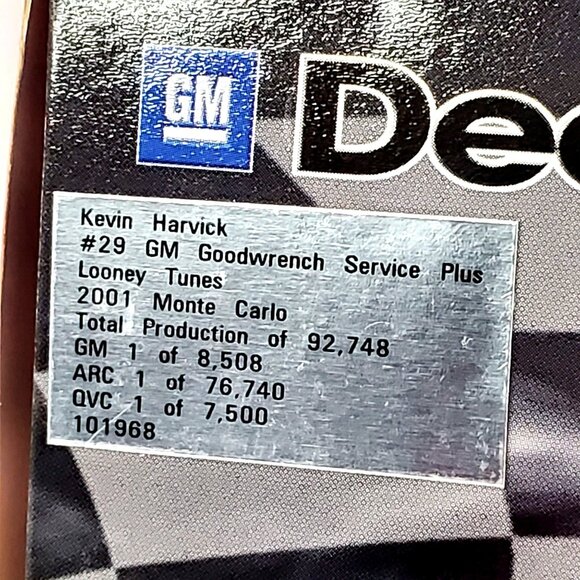 GM
De
Kevin Harvick
#29 GM Goodwrench Service Plus
Looney Tunes
2001 Monte Carlo
Total Production of 92,748
GM 1 of 8,508
ARC 1 of 76,740
QVC 1 of 7,500
101968